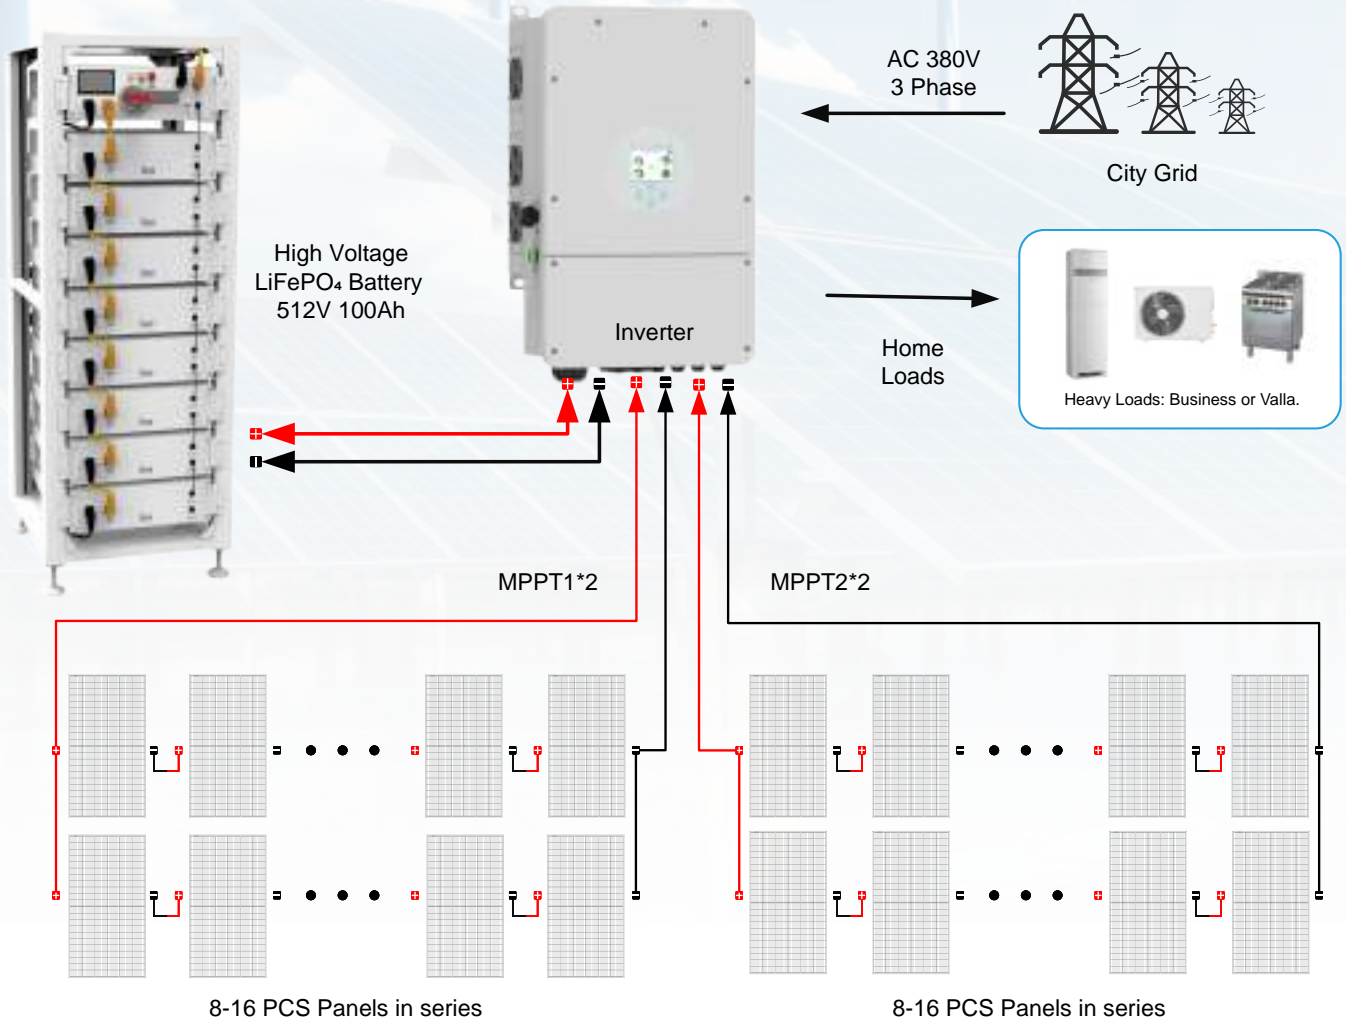 AC 380V
3 Phase
City Grid
High Voltage
LiFePO₄ Battery
512V 100Ah
Inverter
Home
Loads
Heavy Loads: Business or Valla.
MPPT1*2
MPPT2*2
8-16 PCS Panels in series
8-16 PCS Panels in series